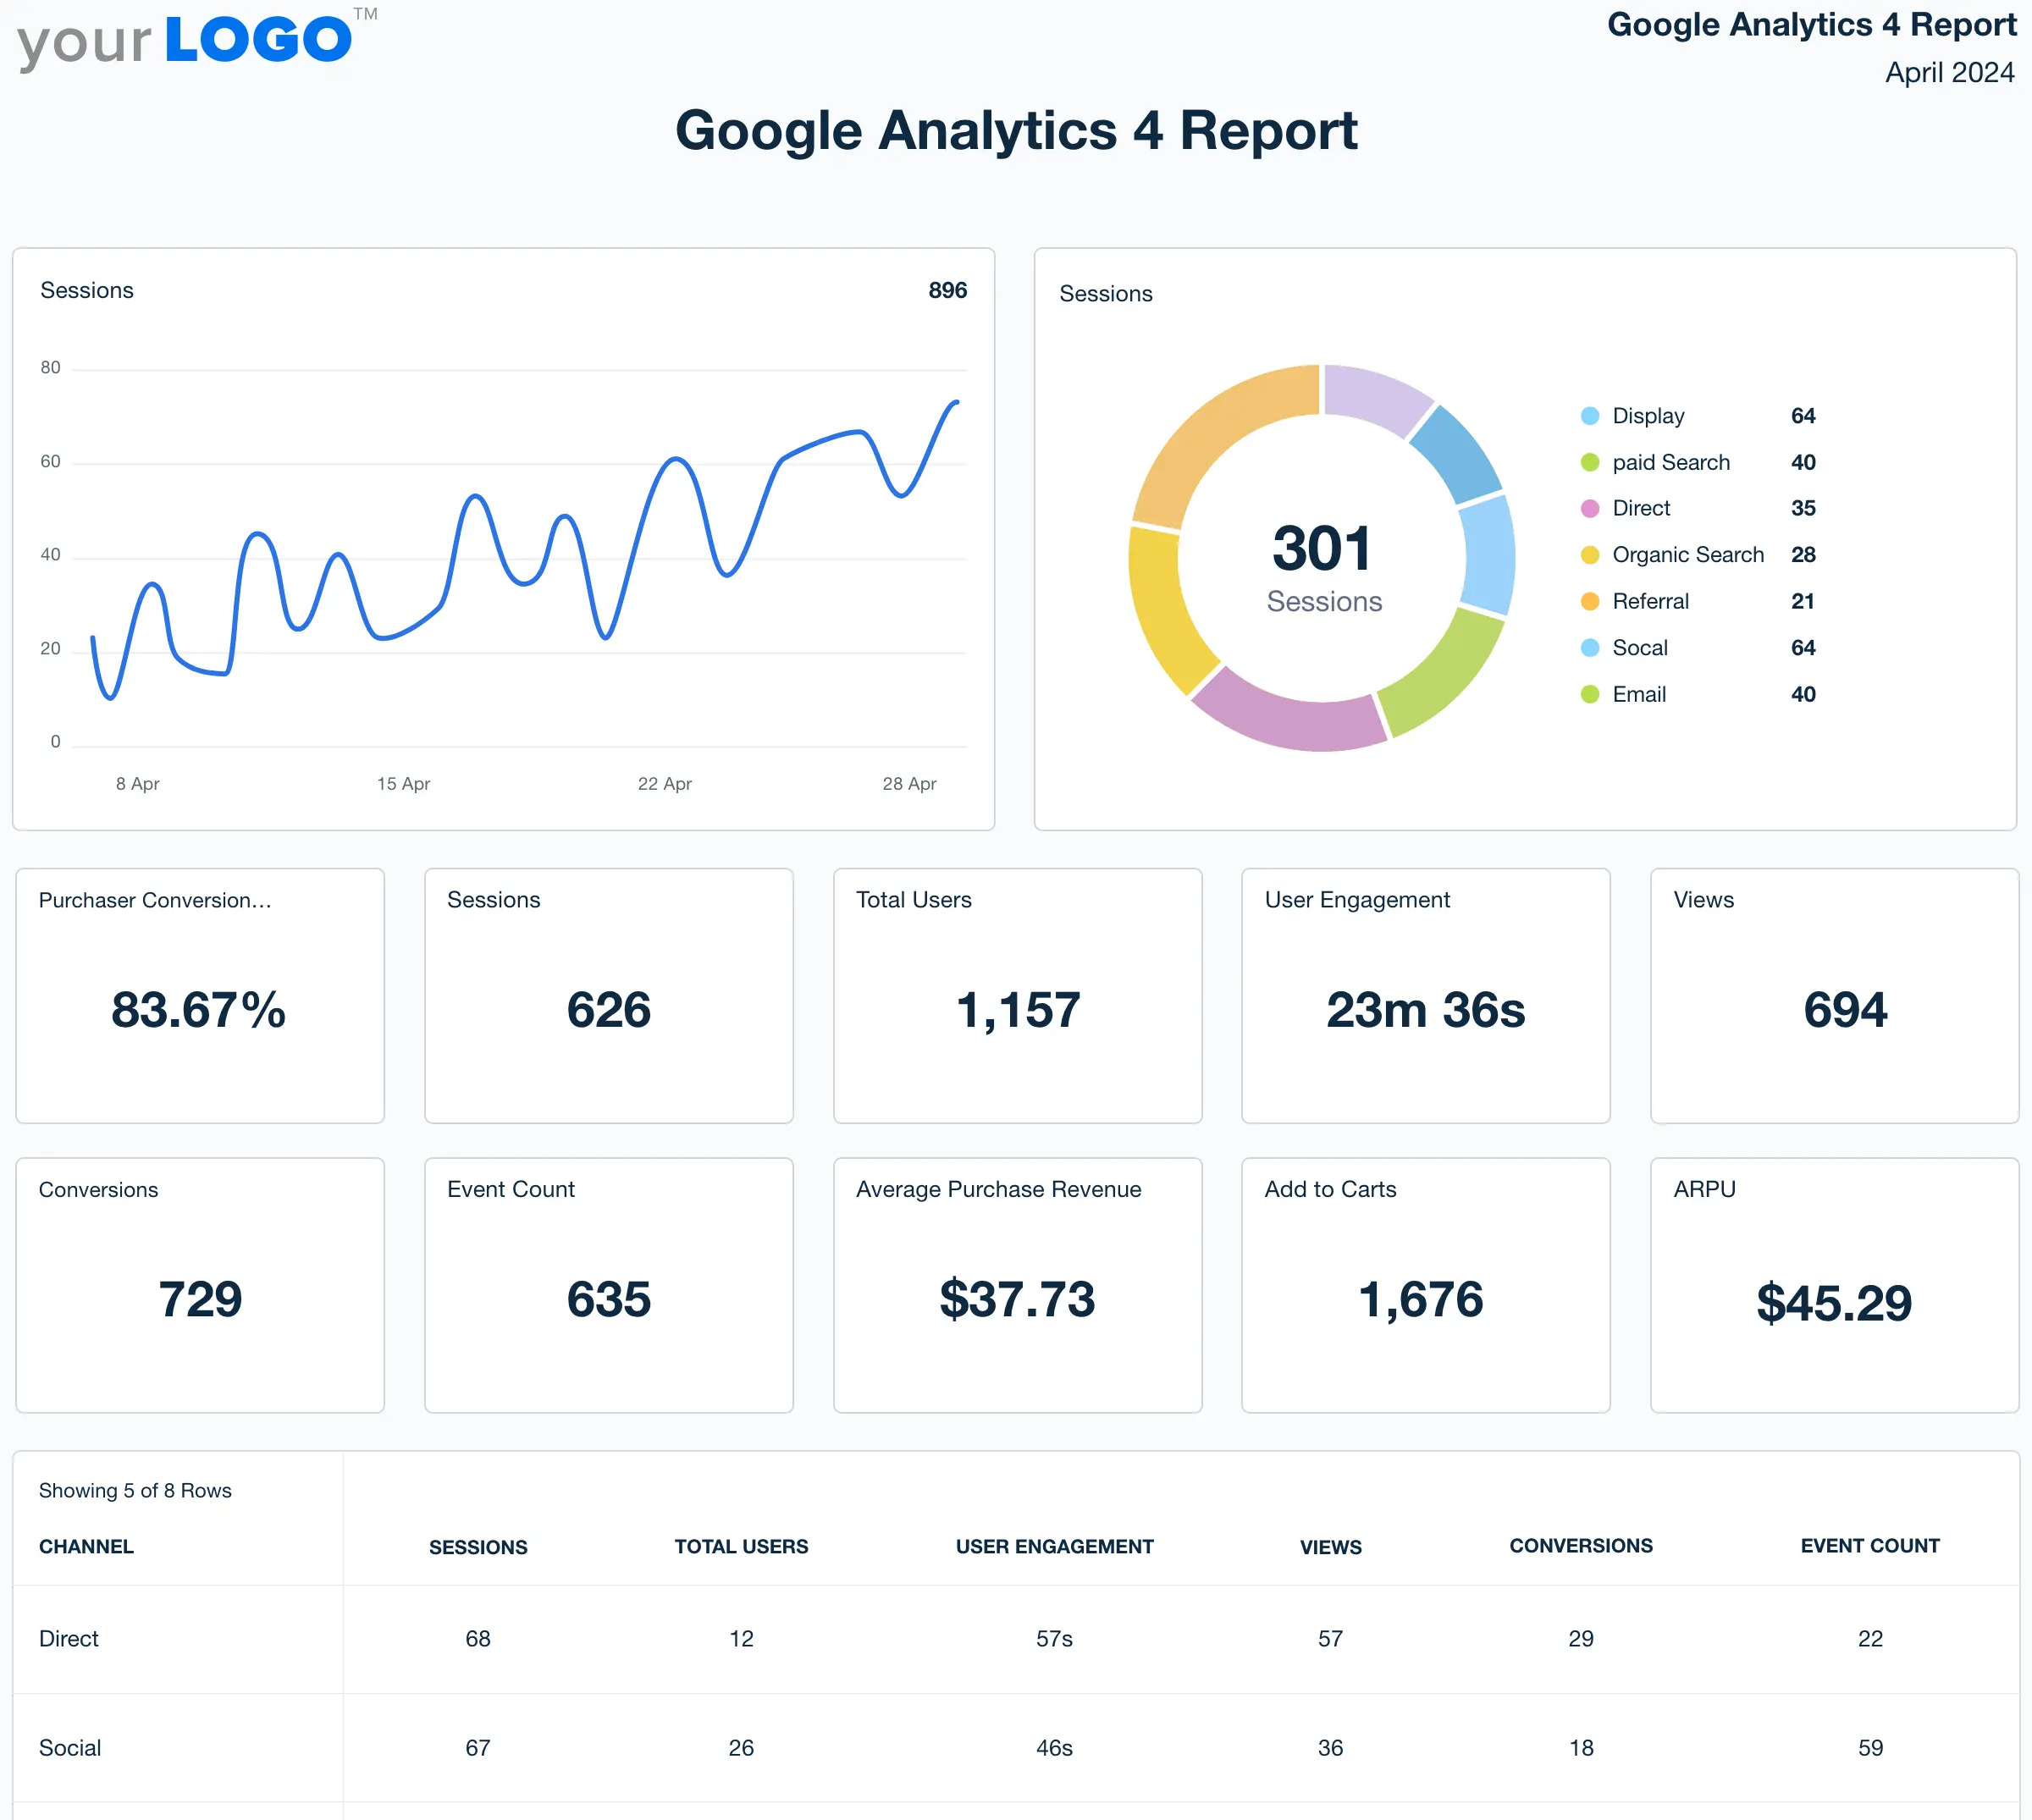 your LOGO™
Google Analytics 4 Report
April 2024
Google Analytics 4 Report
Sessions 896
80
60
40
20
0
8 Apr 15 Apr 22 Apr 28 Apr
Sessions
301
Sessions
Display 64
paid Search 40
Direct 35
Organic Search 28
Referral 21
Socal 64
Email 40
Purchaser Conversion…
83.67%
Sessions
626
Total Users
1,157
User Engagement
23m 36s
Views
694
Conversions
729
Event Count
635
Average Purchase Revenue
$37.73
Add to Carts
1,676
ARPU
$45.29
Showing 5 of 8 Rows
CHANNEL SESSIONS TOTAL USERS USER ENGAGEMENT VIEWS CONVERSIONS EVENT COUNT
Direct 68 12 57s 57 29 22
Social 67 26 46s 36 18 59